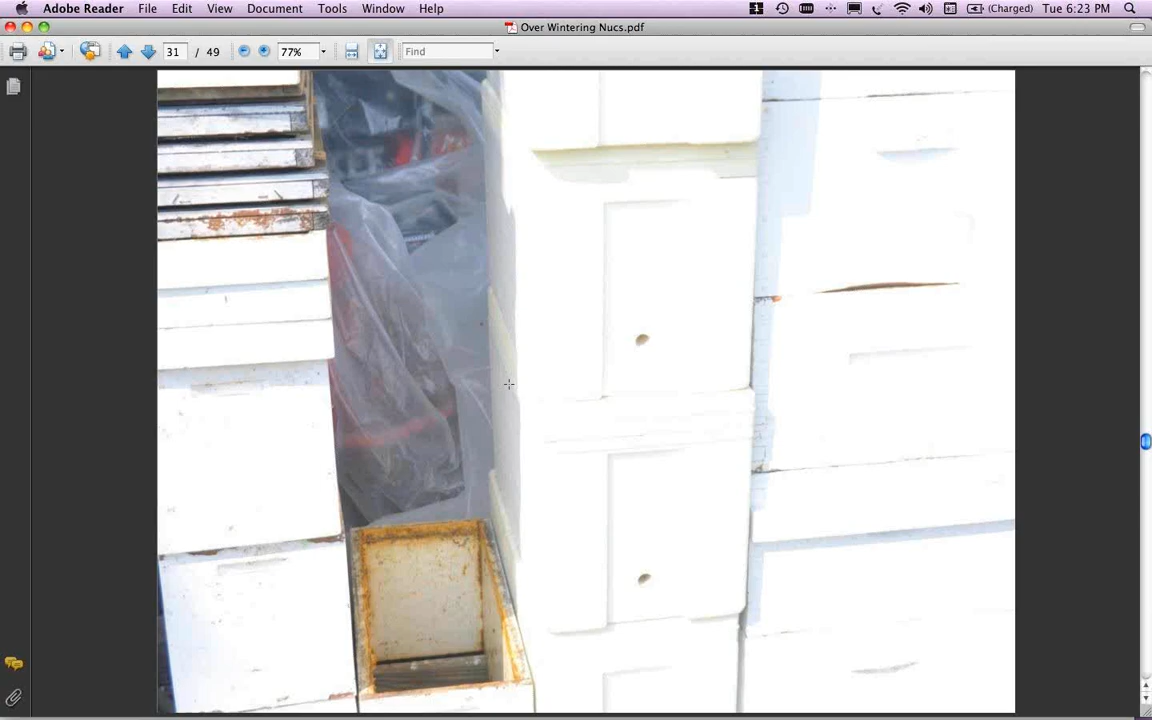 Adobe Reader File Edit View Document Tools Window Help 1 (Charged) Tue 6:23 PM
Over Wintering Nucs.pdf
31 / 49 77% Find